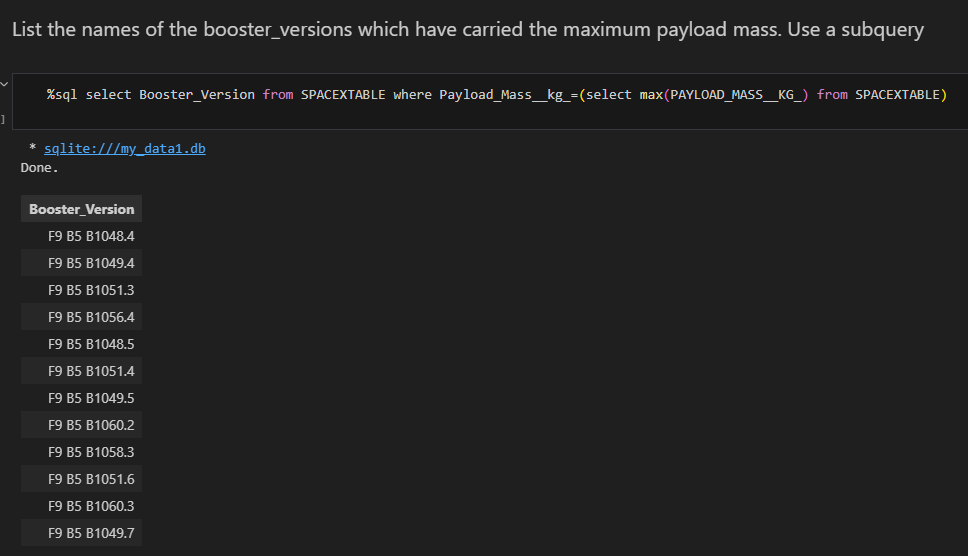 List the names of the booster_versions which have carried the maximum payload mass. Use a subquery
%sql select Booster_Version from SPACEXTABLE where Payload_Mass__kg_=(select max(PAYLOAD_MASS__KG_) from SPACEXTABLE)
]
* sqlite:///my_data1.db
Done.
Booster_Version
F9 B5 B1048.4
F9 B5 B1049.4
F9 B5 B1051.3
F9 B5 B1056.4
F9 B5 B1048.5
F9 B5 B1051.4
F9 B5 B1049.5
F9 B5 B1060.2
F9 B5 B1058.3
F9 B5 B1051.6
F9 B5 B1060.3
F9 B5 B1049.7